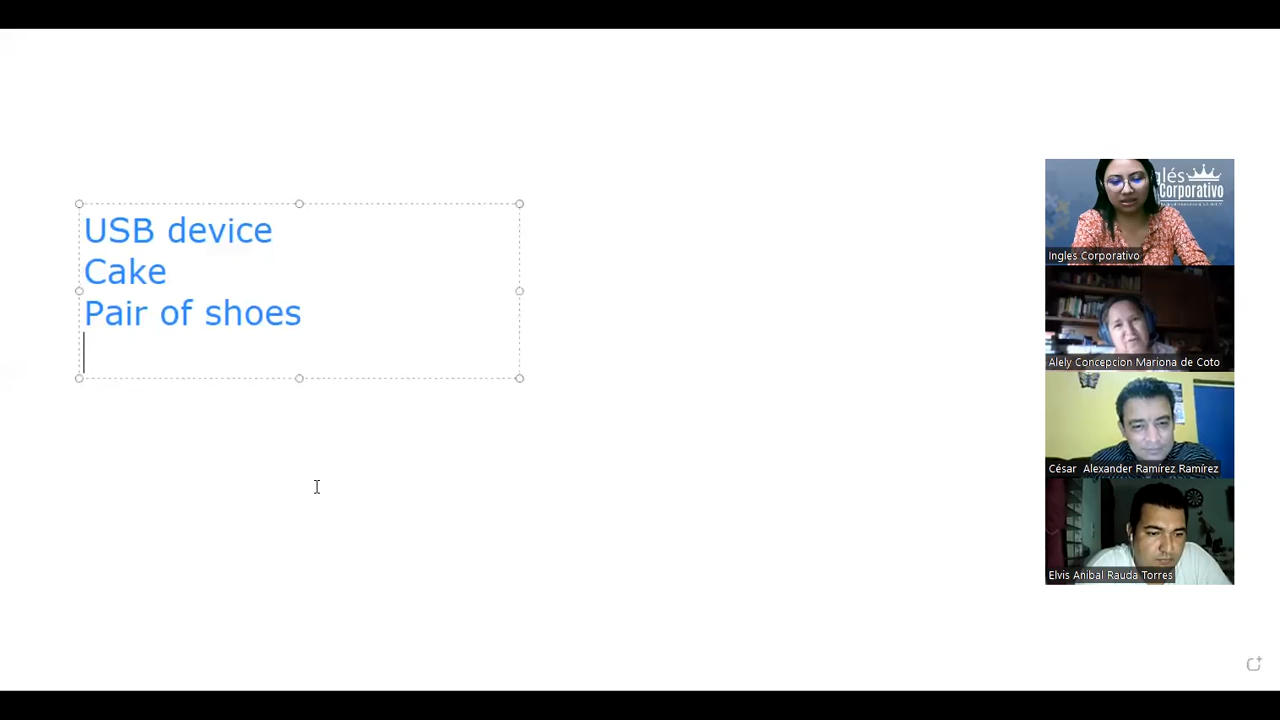 USB device
Cake
Pair of shoes
glés
Corporativo
Ingles Corporativo
Alely Concepcion Mariona de Coto
César Alexander Ramírez Ramírez
Elvis Anibal Rauda Torres